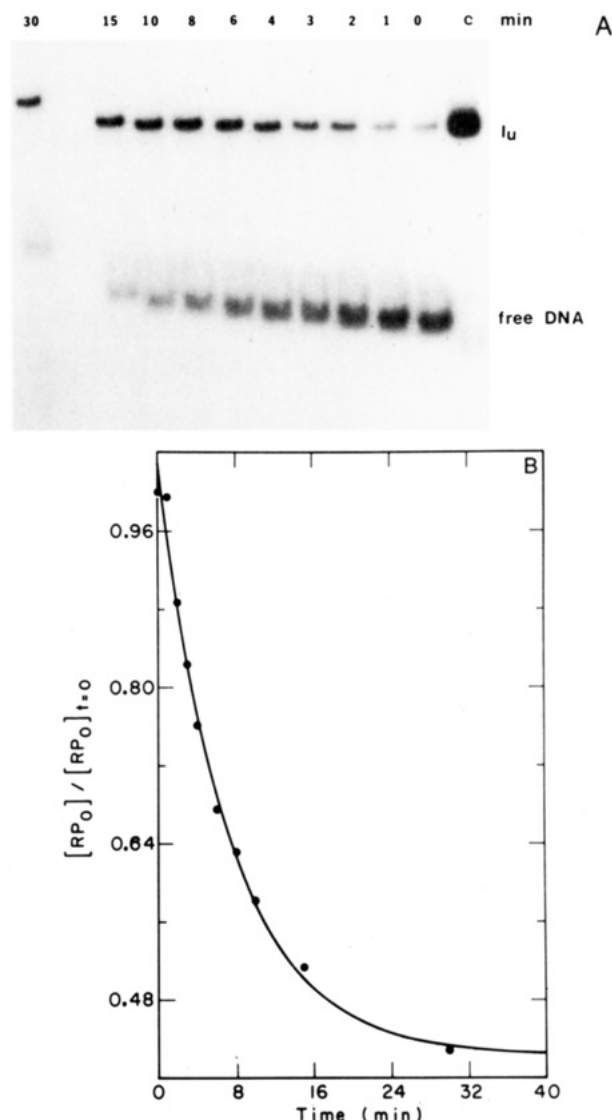 30 15 10 8 6 4 3 2 1 0 C min A
Iu
free DNA
B
0.96
0.80
0.64
0.48
[RPO] / [RPO] t=0
0 8 16 24 32 40
Time (min)